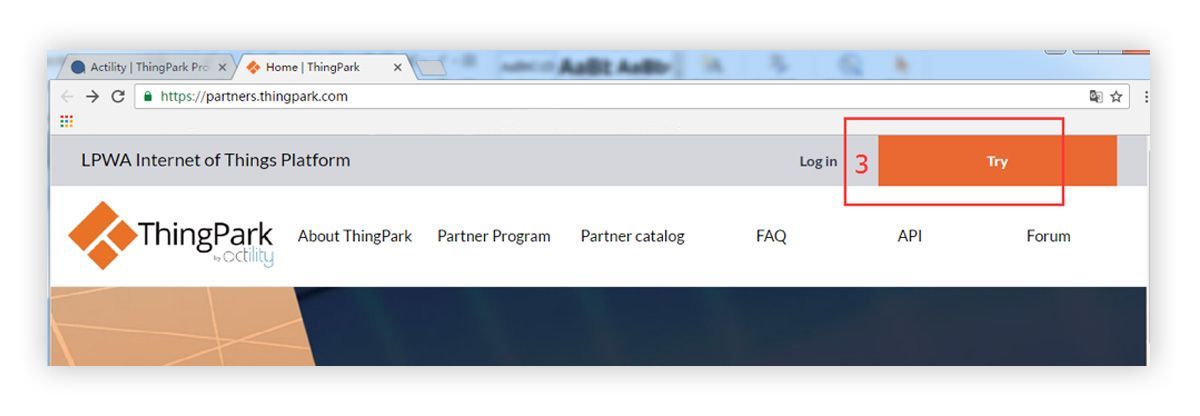 Actility | ThingPark Pro
Home | ThingPark
https://partners.thingpark.com
LPWA Internet of Things Platform
Log in
3
Try
ThingPark
by actility
About ThingPark
Partner Program
Partner catalog
FAQ
API
Forum